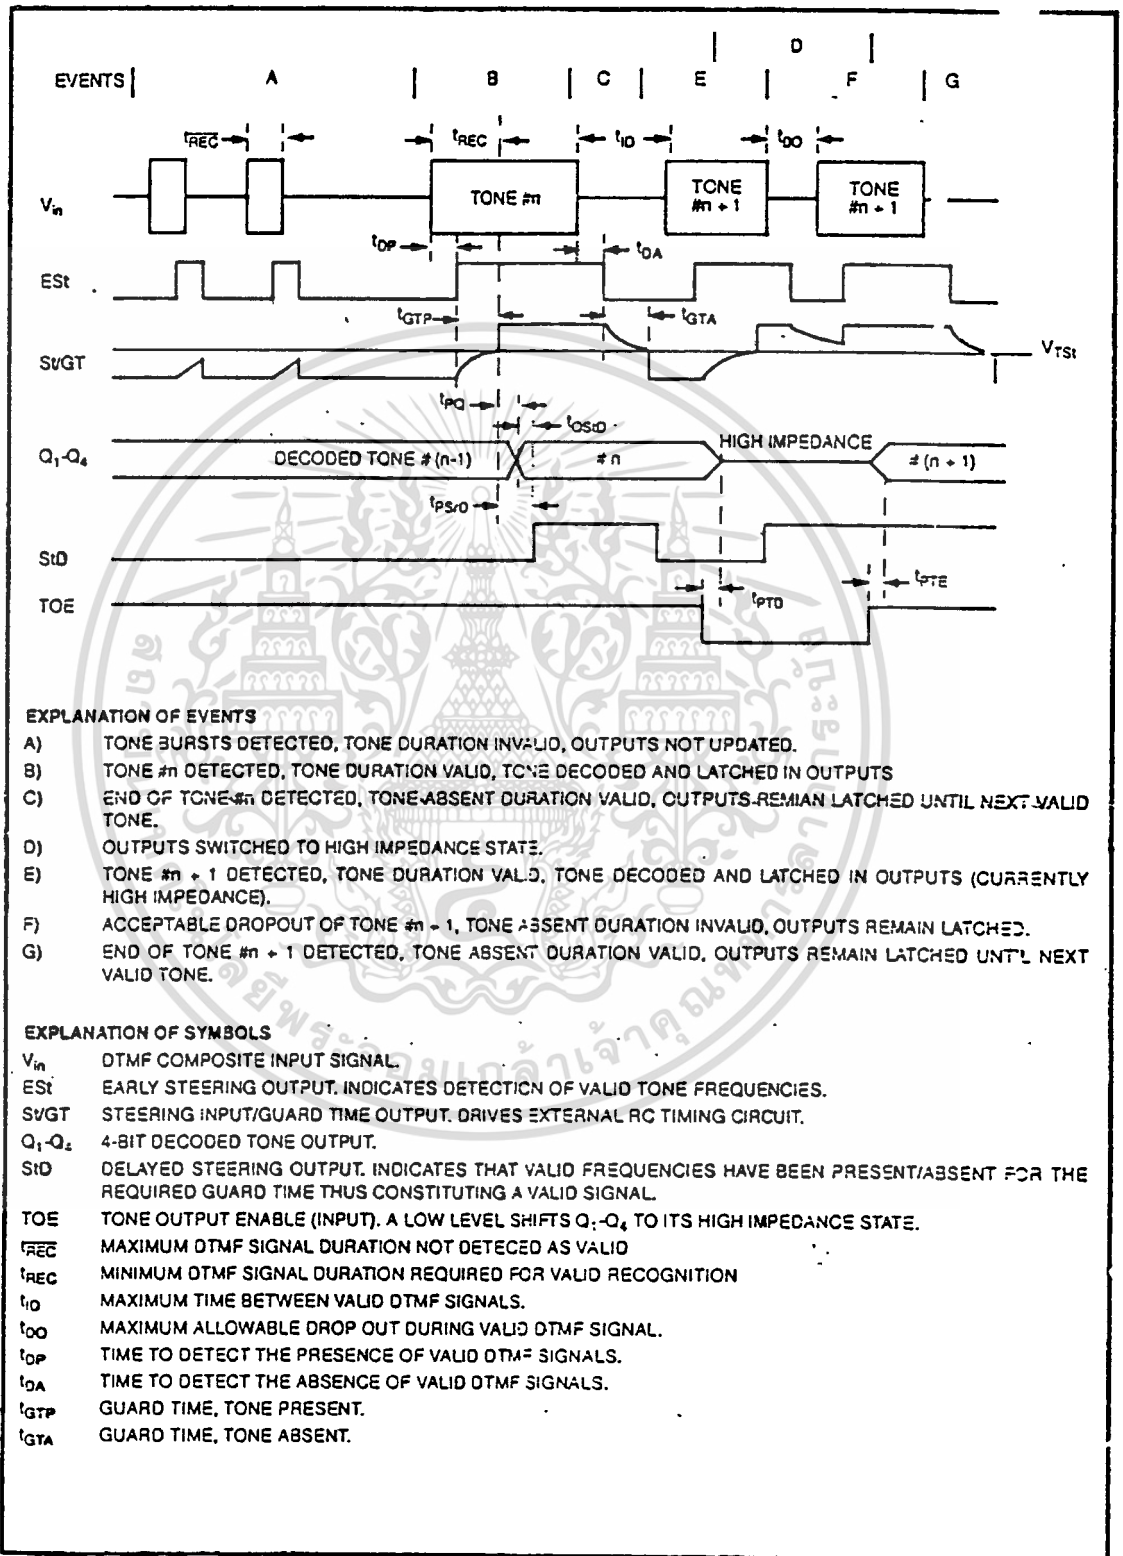 D
EVENTS A B C E F G
tREC tREC tID tDO
Vin TONE #n TONE #n + 1 TONE #n + 1
tDP tDA
ESt
tGTP tGTA
St/GT VTSt
tPQ tQStD
HIGH IMPEDANCE
Q1-Q4 DECODED TONE # (n-1) # n # (n + 1)
tPStD
StD
tPTE
TOE tPTD
EXPLANATION OF EVENTS
A) TONE BURSTS DETECTED, TONE DURATION INVALID, OUTPUTS NOT UPDATED.
B) TONE #n DETECTED, TONE DURATION VALID, TONE DECODED AND LATCHED IN OUTPUTS
C) END OF TONE #n DETECTED, TONE ABSENT DURATION VALID, OUTPUTS REMIAN LATCHED UNTIL NEXT VALID
TONE.
D) OUTPUTS SWITCHED TO HIGH IMPEDANCE STATE.
E) TONE #n + 1 DETECTED, TONE DURATION VALID, TONE DECODED AND LATCHED IN OUTPUTS (CURRENTLY
HIGH IMPEDANCE).
F) ACCEPTABLE DROPOUT OF TONE #n + 1, TONE ABSENT DURATION INVALID, OUTPUTS REMAIN LATCHED.
G) END OF TONE #n + 1 DETECTED, TONE ABSENT DURATION VALID, OUTPUTS REMAIN LATCHED UNTIL NEXT
VALID TONE.
EXPLANATION OF SYMBOLS
Vin DTMF COMPOSITE INPUT SIGNAL.
ESt EARLY STEERING OUTPUT. INDICATES DETECTION OF VALID TONE FREQUENCIES.
St/GT STEERING INPUT/GUARD TIME OUTPUT. DRIVES EXTERNAL RC TIMING CIRCUIT.
Q1-Q4 4-BIT DECODED TONE OUTPUT.
StD DELAYED STEERING OUTPUT. INDICATES THAT VALID FREQUENCIES HAVE BEEN PRESENT/ABSENT FOR THE
REQUIRED GUARD TIME THUS CONSTITUTING A VALID SIGNAL.
TOE TONE OUTPUT ENABLE (INPUT). A LOW LEVEL SHIFTS Q1-Q4 TO ITS HIGH IMPEDANCE STATE.
tREC MAXIMUM DTMF SIGNAL DURATION NOT DETECED AS VALID
tREC MINIMUM DTMF SIGNAL DURATION REQUIRED FOR VALID RECOGNITION
tID MAXIMUM TIME BETWEEN VALID DTMF SIGNALS.
tDO MAXIMUM ALLOWABLE DROP OUT DURING VALID DTMF SIGNAL.
tDP TIME TO DETECT THE PRESENCE OF VALID DTMF SIGNALS.
tDA TIME TO DETECT THE ABSENCE OF VALID DTMF SIGNALS.
tGTP GUARD TIME, TONE PRESENT.
tGTA GUARD TIME, TONE ABSENT.